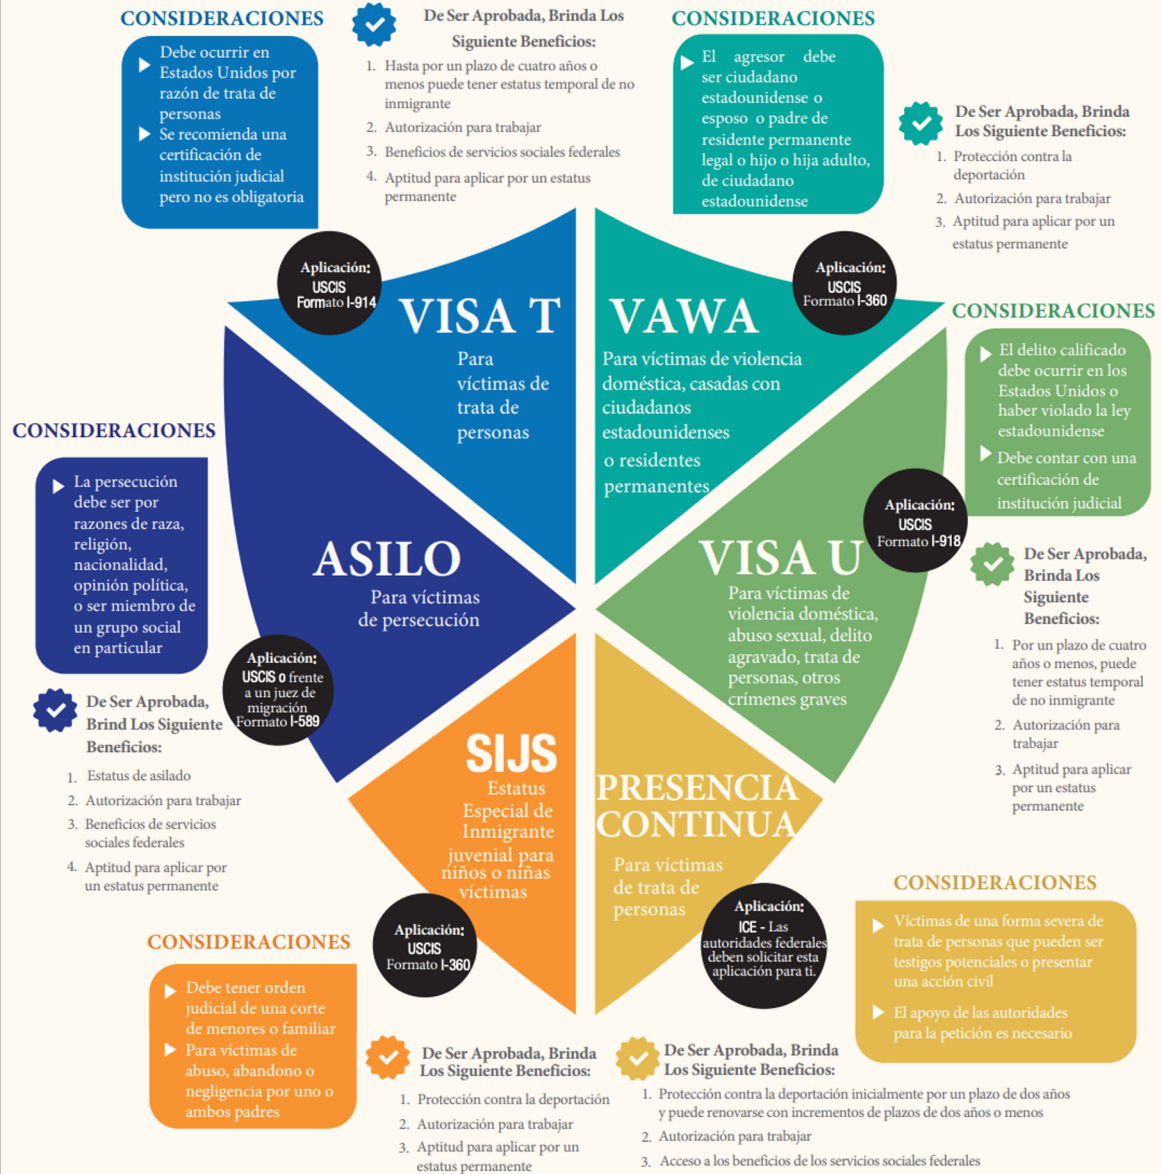 CONSIDERACIONES
Debe ocurrir en
Estados Unidos por
razón de trata de
personas
Se recomienda una
certificación de
institución judicial
pero no es obligatoria
De Ser Aprobada, Brinda Los
Siguiente Beneficios:
1. Hasta por un plazo de cuatro años o
menos puede tener estatus temporal de no
inmigrante
2. Autorización para trabajar
3. Beneficios de servicios sociales federales
4. Aptitud para aplicar por un estatus
permanente
CONSIDERACIONES
El agresor debe
ser ciudadano
estadounidense o
esposo o padre de
residente permanente
legal o hijo o hija adulto,
de ciudadano
estadounidense
De Ser Aprobada, Brinda
Los Siguiente Beneficios:
1. Protección contra la
deportación
2. Autorización para trabajar
3. Aptitud para aplicar por un
estatus permanente
Aplicación:
USCIS
Formato I-914
VISA T
Para
víctimas de
trata de
personas
VAWA
Para víctimas de violencia
doméstica, casadas con
ciudadanos
estadounidenses
o residentes
permanentes
Aplicación:
USCIS
Formato I-360
CONSIDERACIONES
El delito calificado
debe ocurrir en los
Estados Unidos o
haber violado la ley
estadounidense
Debe contar con una
certificación de
institución judicial
CONSIDERACIONES
La persecución
debe ser por
razones de raza,
religión,
nacionalidad,
opinión política,
o ser miembro de
un grupo social
en particular
ASILO
Para víctimas
de persecución
VISA U
Para víctimas de
violencia doméstica,
abuso sexual, delito
agravado, trata de
personas, otros
crímenes graves
Aplicación:
USCIS
Formato I-918
De Ser Aprobada,
Brinda Los
Siguiente
Beneficios:
1. Por un plazo de cuatro
años o menos, puede
tener estatus temporal
de no inmigrante
2. Autorización para
trabajar
3. Aptitud para aplicar
por un estatus
permanente
Aplicación:
USCIS o frente
a un juez de
migración
Formato I-589
De Ser Aprobada,
Brind Los Siguiente
Beneficios:
1. Estatus de asilado
2. Autorización para trabajar
3. Beneficios de servicios
sociales federales
4. Aptitud para aplicar por
un estatus permanente
SIJS
Estatus
Especial de
Inmigrante
juvenial para
niños o niñas
víctimas
PRESENCIA
CONTINUA
Para víctimas
de trata de
personas
Aplicación:
USCIS
Formato I-360
Aplicación:
ICE - Las
autoridades federales
deben solicitar esta
aplicación para ti.
CONSIDERACIONES
Víctimas de una forma severa de
trata de personas que pueden ser
testigos potenciales o presentar
una acción civil
El apoyo de las autoridades
para la petición es necesario
CONSIDERACIONES
Debe tener orden
judicial de una corte
de menores o familiar
Para víctimas de
abuso, abandono o
negligencia por uno o
ambos padres
De Ser Aprobada, Brinda
Los Siguiente Beneficios:
1. Protección contra la deportación
2. Autorización para trabajar
3. Aptitud para aplicar por un
estatus permanente
De Ser Aprobada, Brinda
Los Siguiente Beneficios:
1. Protección contra la deportación inicialmente por un plazo de dos años
y puede renovarse con incrementos de plazos de dos años o menos
2. Autorización para trabajar
3. Acceso a los beneficios de los servicios sociales federales